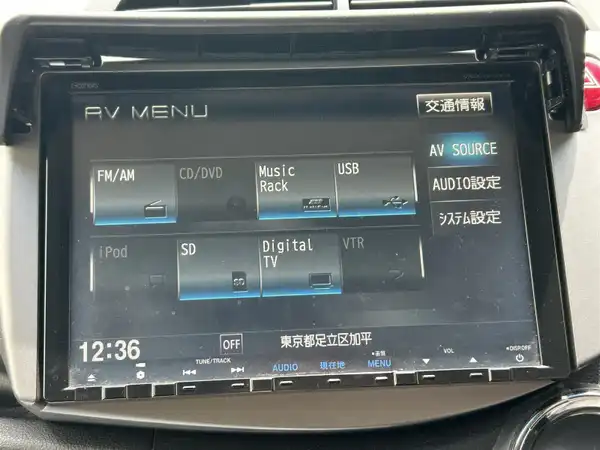 AV MENU
交通情報
FM/AM
CD/DVD
Music Rack
USB
AV SOURCE
AUDIO設定
システム設定
iPod
SD
Digital TV
VTR
12:36
OFF
東京都足立区加平
TUNE/TRACK
AUDIO
現在地
•画質
MENU
VOL
•DISP.OFF